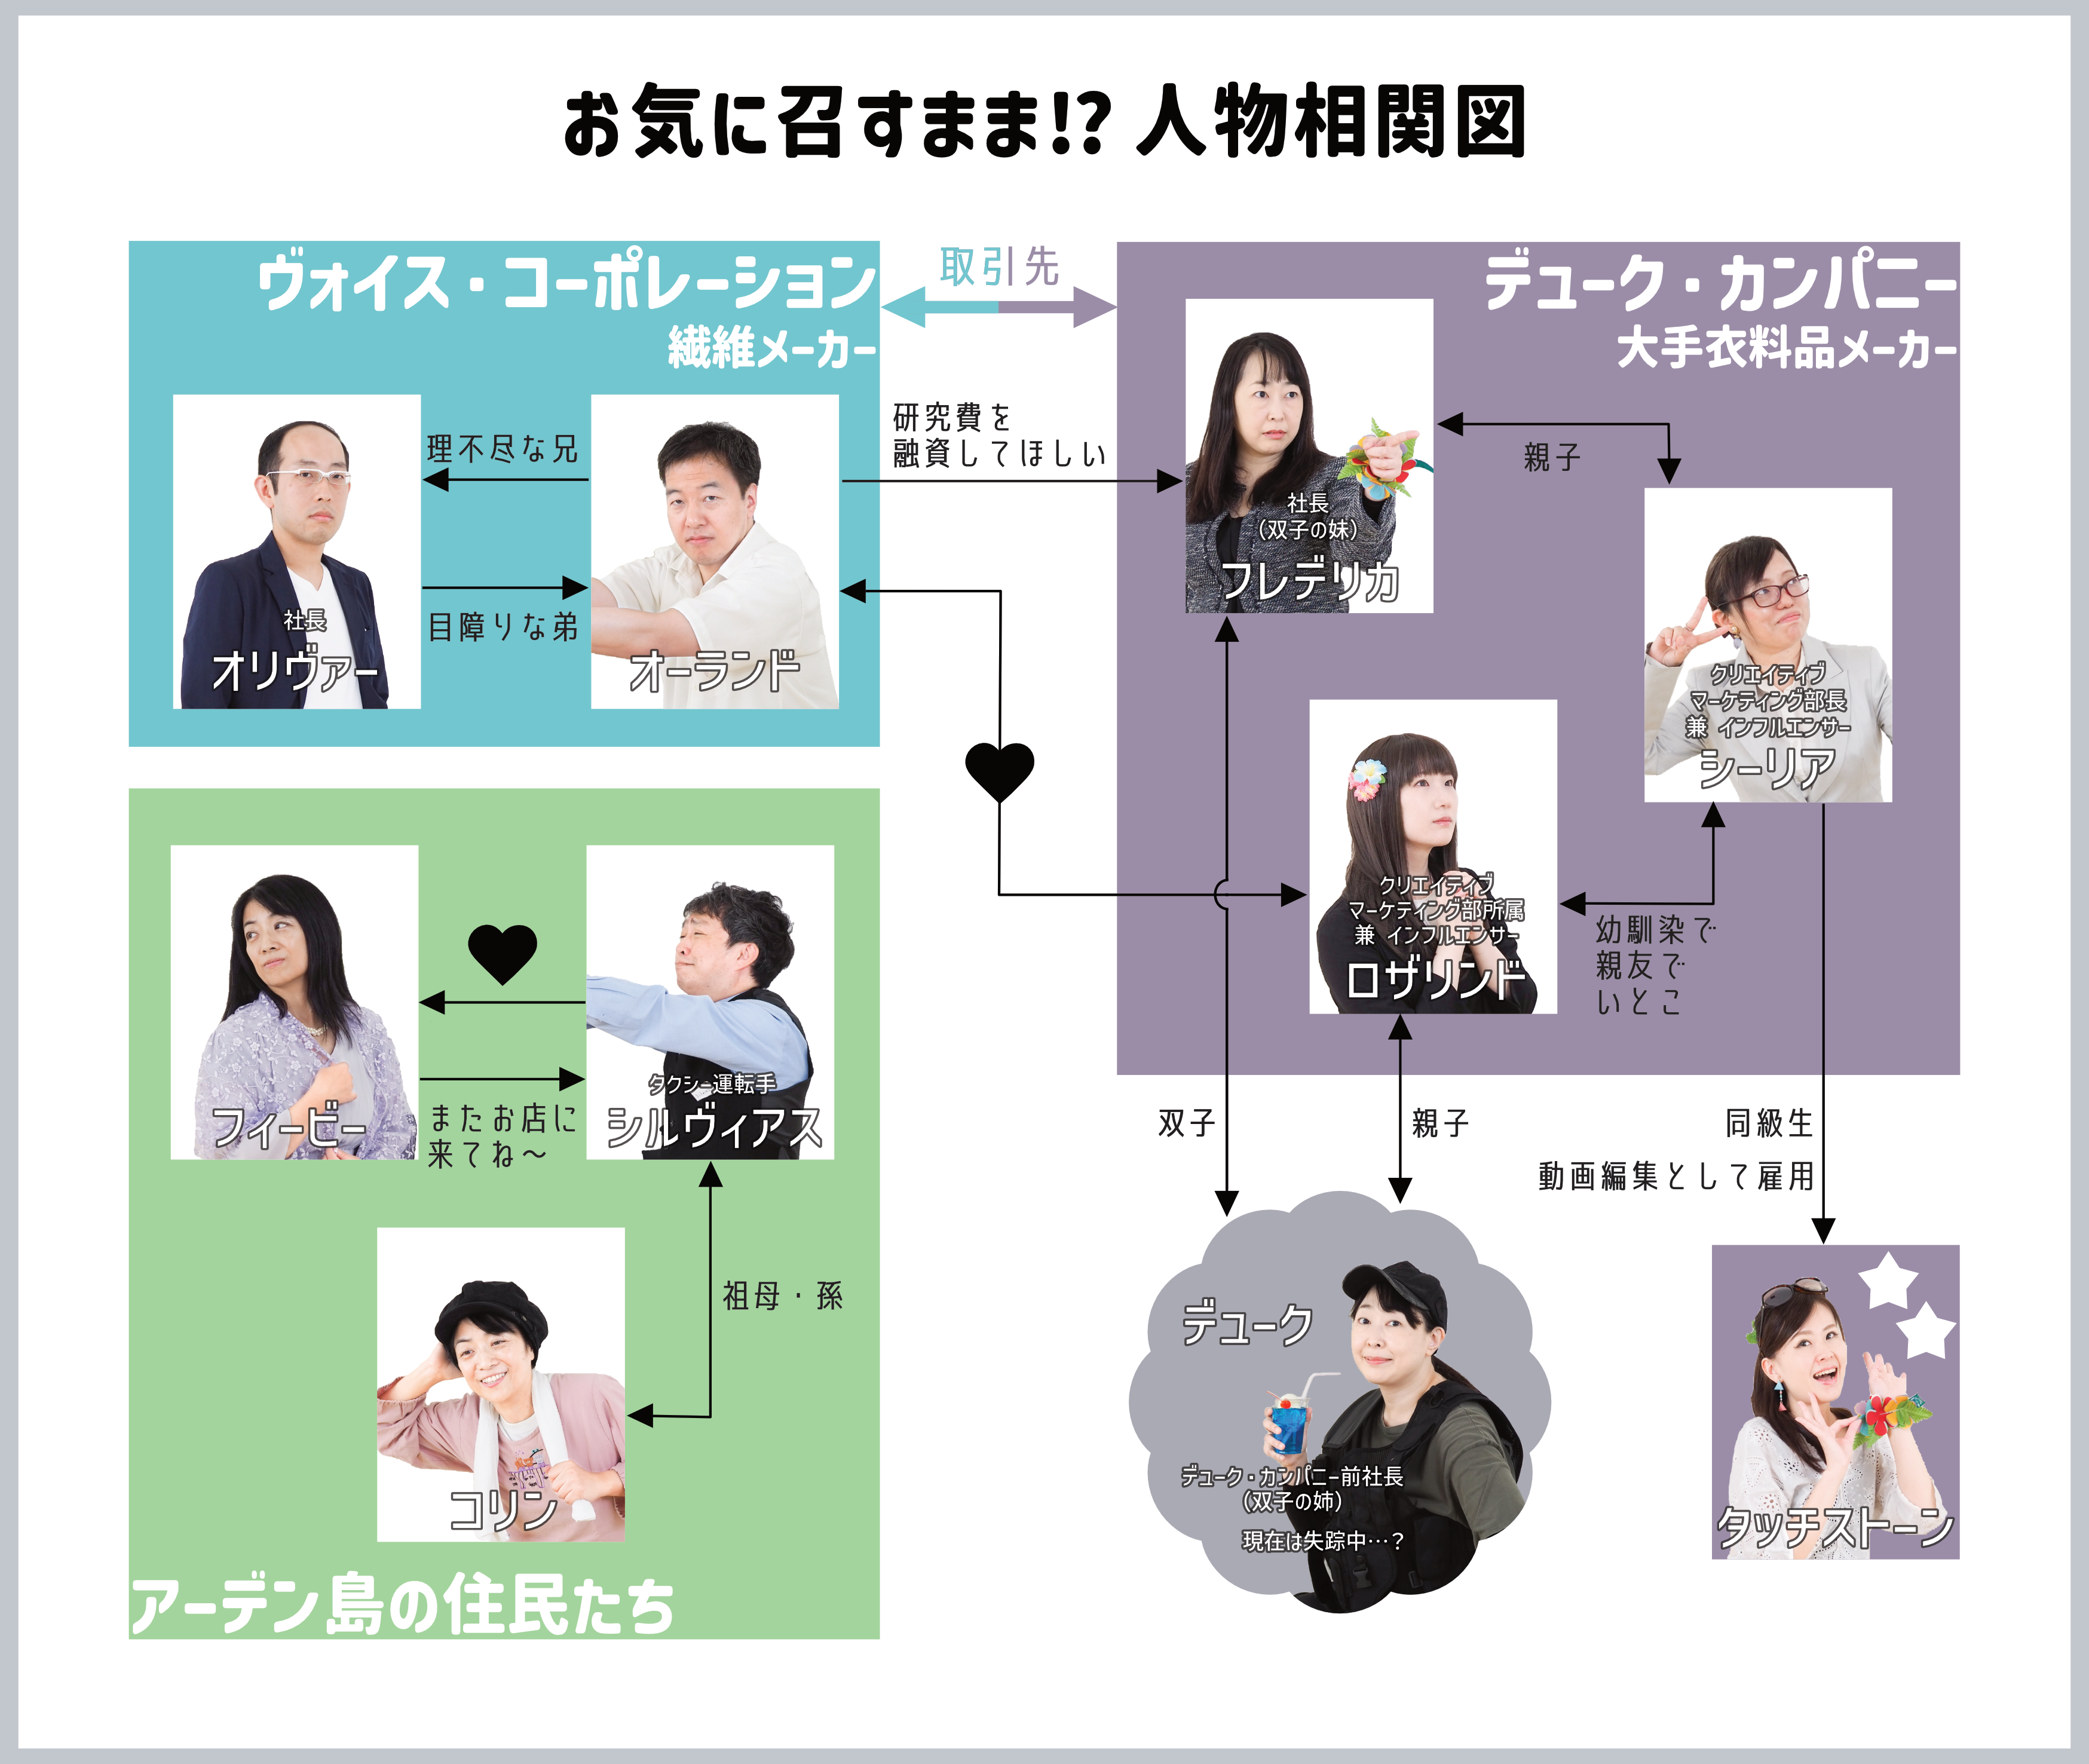 お気に召すまま!? 人物相関図
ヴォイス・コーポレーション
繊維メーカー
取引先
デューク・カンパニー
大手衣料品メーカー
理不尽な兄
目障りな弟
社長
オリヴァー
オーランド
研究費を
融資してほしい
社長
(双子の妹)
フレデリカ
親子
クリエイティブ
マーケティング部長
兼 インフルエンサー
シーリア
クリエイティブ
マーケティング部所属
兼 インフルエンサー
ロザリンド
幼馴染で
親友で
いとこ
フィービー
またお店に
来てね〜
タクシー運転手
シルヴィアス
祖母・孫
コリン
アーデン島の住民たち
双子
親子
同級生
動画編集として雇用
デューク
デューク・カンパニー前社長
(双子の姉)
現在は失踪中…?
タッチストーン